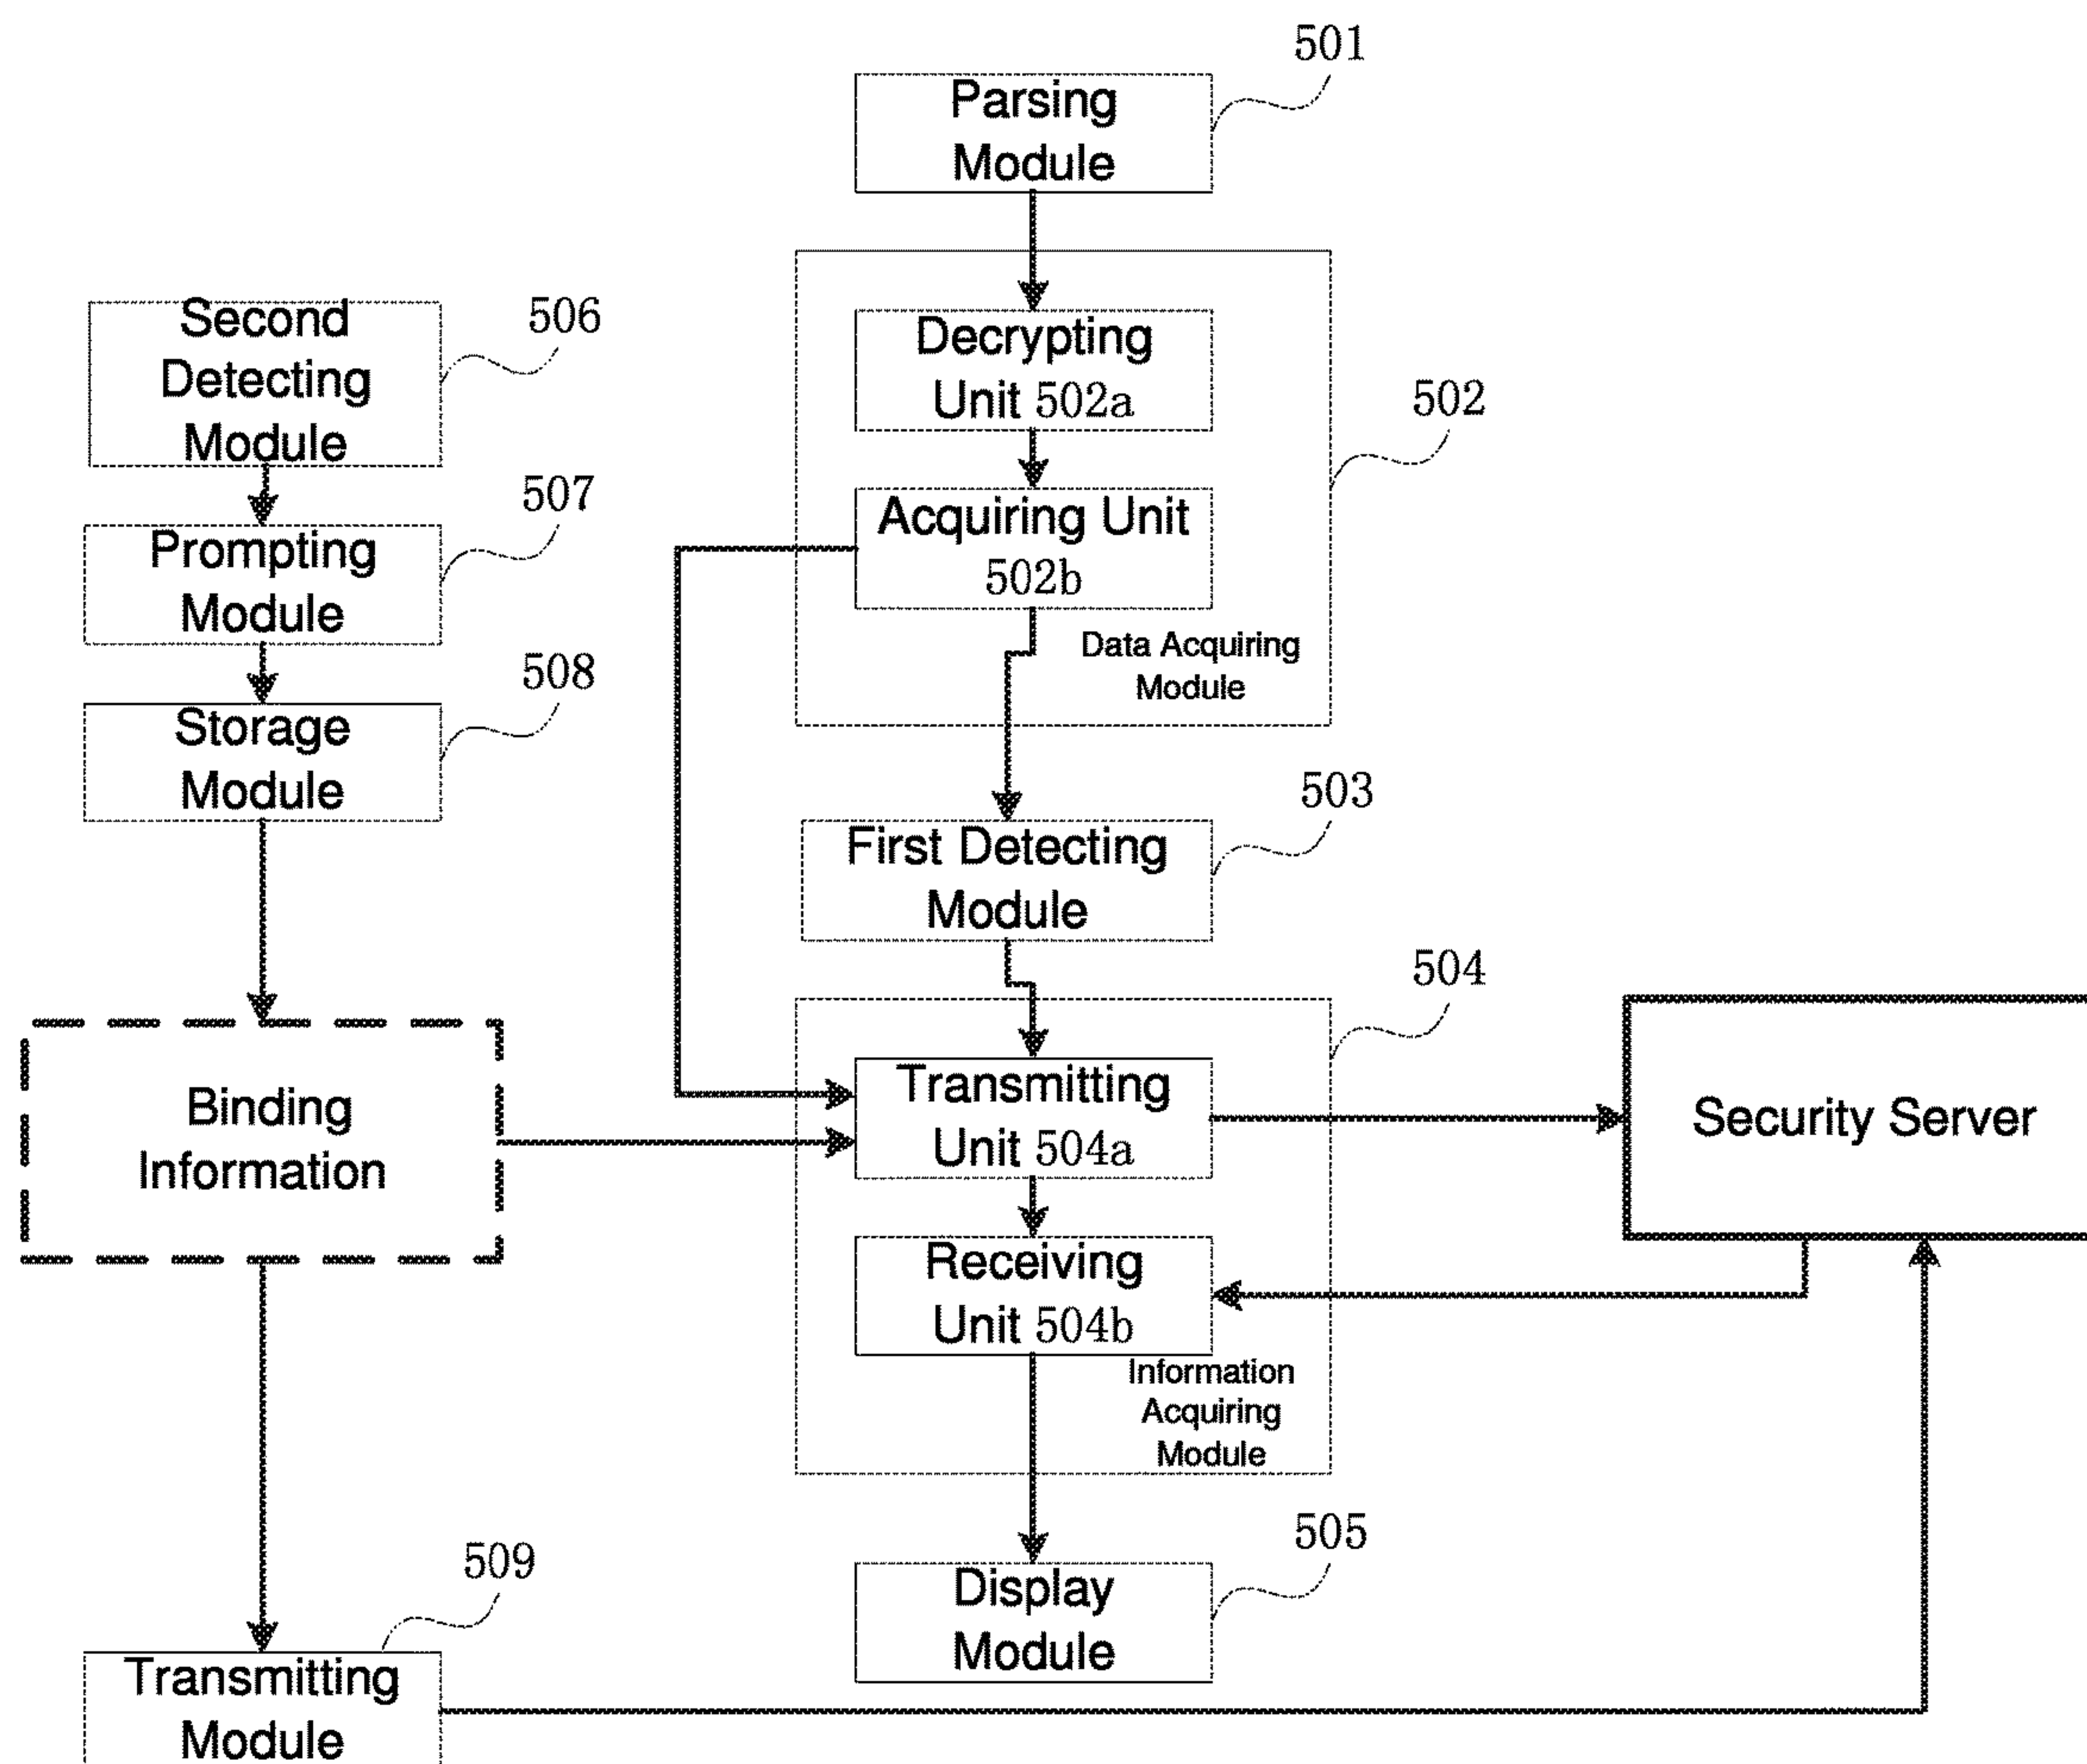 501
Parsing
Module
Second
Detecting
Module
506
Decrypting
Unit 502a
502
Prompting
Module
507
Acquiring Unit
502b
Data Acquiring
Module
Storage
Module
508
503
First Detecting
Module
504
Binding
Information
Transmitting
Unit 504a
Security Server
Receiving
Unit 504b
Information
Acquiring
Module
505
Display
Module
509
Transmitting
Module